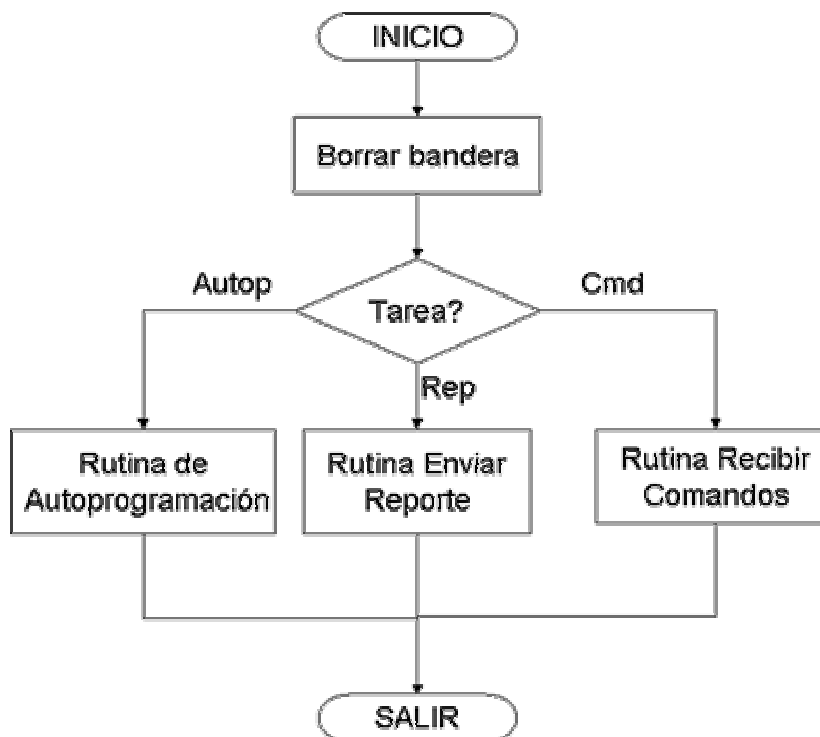 INICIO
Borrar bandera
Autop
Tarea?
Cmd
Rep
Rutina de
Autoprogramación
Rutina Enviar
Reporte
Rutina Recibir
Comandos
SALIR